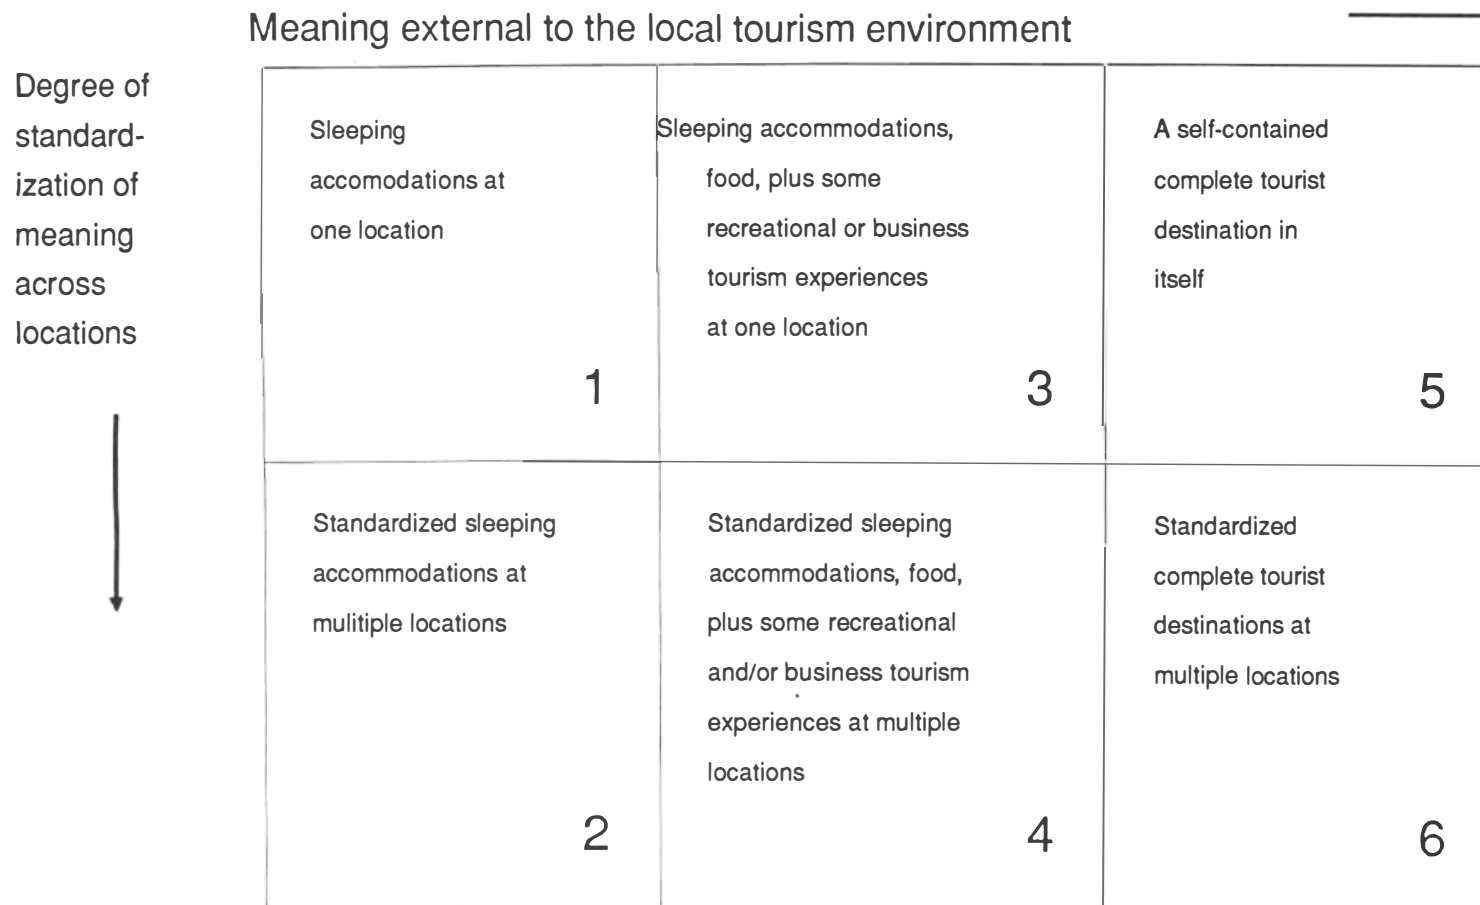 Meaning external to the local tourism environment
Degree of
standard-
ization of
meaning
across
locations
Sleeping
accomodations at
one location
1
Sleeping accommodations,
food, plus some
recreational or business
tourism experiences
at one location
3
A self-contained
complete tourist
destination in
itself
5
Standardized sleeping
accommodations at
mulitiple locations
2
Standardized sleeping
accommodations, food,
plus some recreational
and/or business tourism
experiences at multiple
locations
4
Standardized
complete tourist
destinations at
multiple locations
6